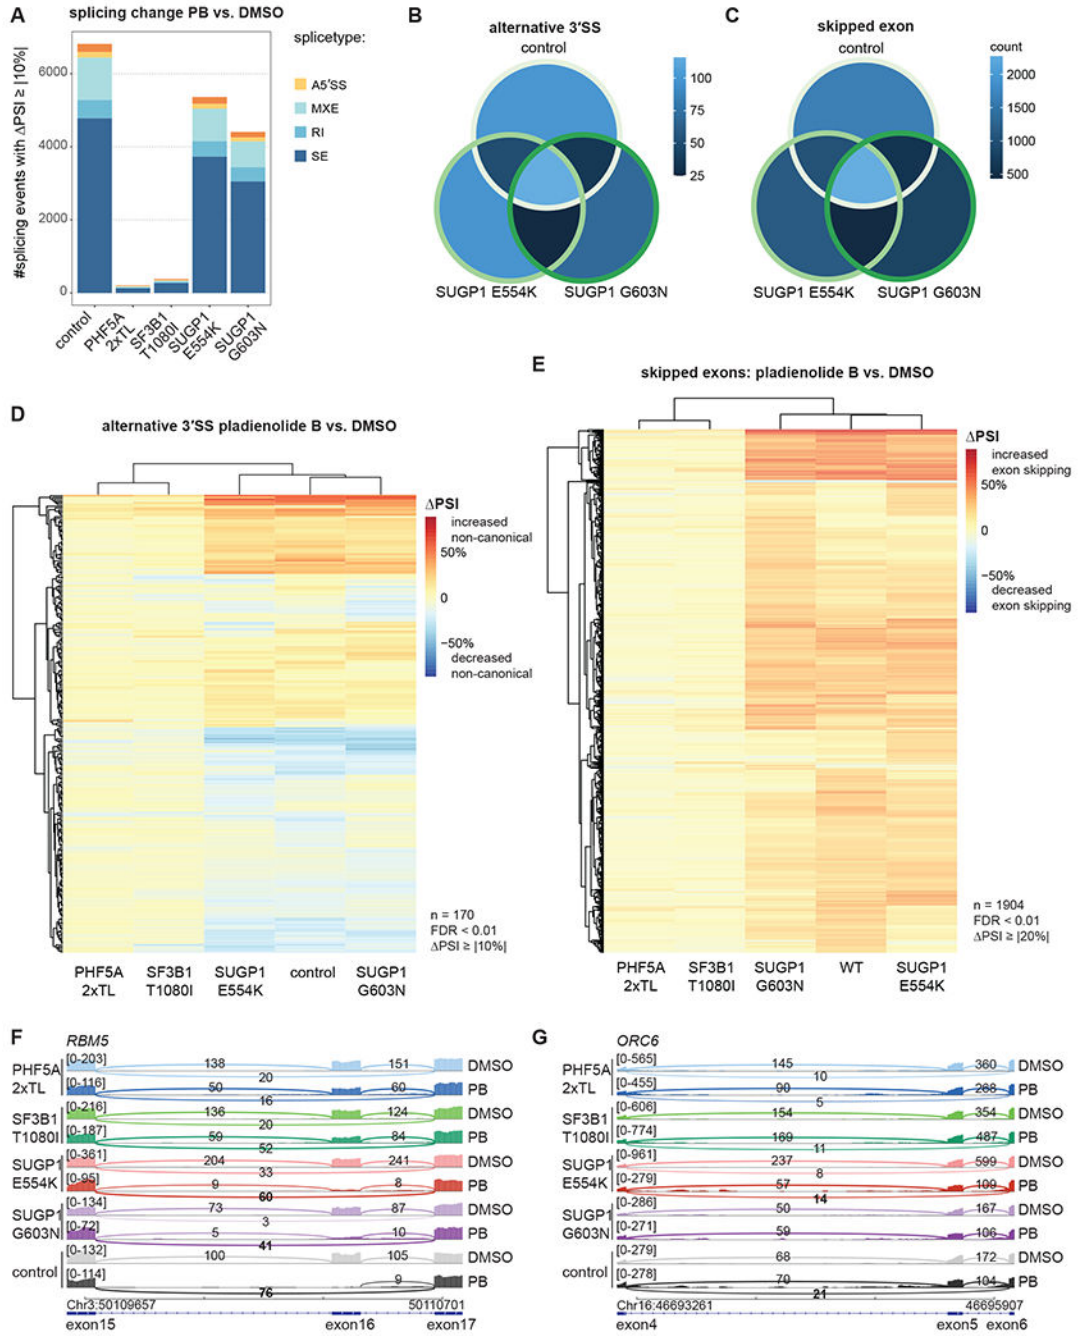 A
splicing change PB vs. DMSO
#splicing events with ΔPSI ≥ |10%|
6000
4000
2000
0
control
PHF5A 2xTL
SF3B1 T1080I
SUGP1 E554K
SUGP1 G603N
splicetype:
A5'SS
MXE
RI
SE
B
alternative 3'SS
control
SUGP1 E554K
SUGP1 G603N
100
75
50
25
C
skipped exon
control
SUGP1 E554K
SUGP1 G603N
count
2000
1500
1000
500
D
alternative 3'SS pladienolide B vs. DMSO
ΔPSI
increased
non-canonical
50%
0
−50%
decreased
non-canonical
n = 170
FDR < 0.01
ΔPSI ≥ |10%|
PHF5A
2xTL
SF3B1
T1080I
SUGP1
E554K
control
SUGP1
G603N
E
skipped exons: pladienolide B vs. DMSO
ΔPSI
increased
exon skipping
50%
0
−50%
decreased
exon skipping
n = 1904
FDR < 0.01
ΔPSI ≥ |20%|
PHF5A
2xTL
SF3B1
T1080I
SUGP1
G603N
WT
SUGP1
E554K
F
RBM5
PHF5A
2xTL
[0-203] 138 151 DMSO
20
[0-116] 50 60 PB
16
SF3B1
T1080I
[0-216] 136 124 DMSO
20
[0-187] 59 84 PB
52
SUGP1
E554K
[0-361] 204 241 DMSO
33
[0-95] 9 8 PB
60
SUGP1
G603N
[0-134] 73 87 DMSO
3
[0-72] 5 10 PB
41
control
[0-132] 100 105 DMSO
[0-114] 9 PB
76
Chr3:50109657 50110701
exon15 exon16 exon17
G
ORC6
PHF5A
2xTL
[0-565] 145 360 DMSO
10
[0-455] 90 268 PB
5
SF3B1
T1080I
[0-606] 154 354 DMSO
[0-774] 169 487 PB
11
SUGP1
E554K
[0-961] 237 599 DMSO
8
[0-279] 57 109 PB
14
SUGP1
G603N
[0-286] 50 167 DMSO
[0-271] 59 106 PB
control
[0-279] 68 172 DMSO
[0-278] 70 104 PB
21
Chr16:46693261 46695907
exon4 exon5 exon6